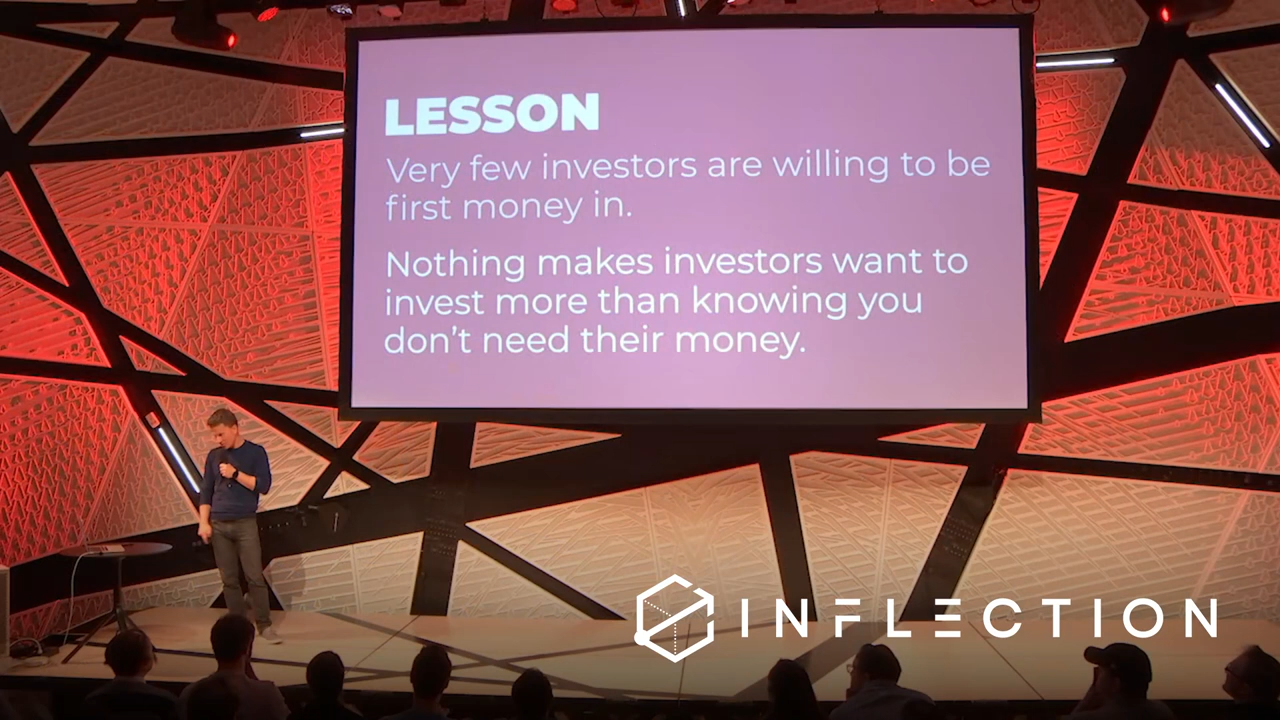 LESSON
Very few investors are willing to be
first money in.
Nothing makes investors want to
invest more than knowing you
don't need their money.
INFLECTION